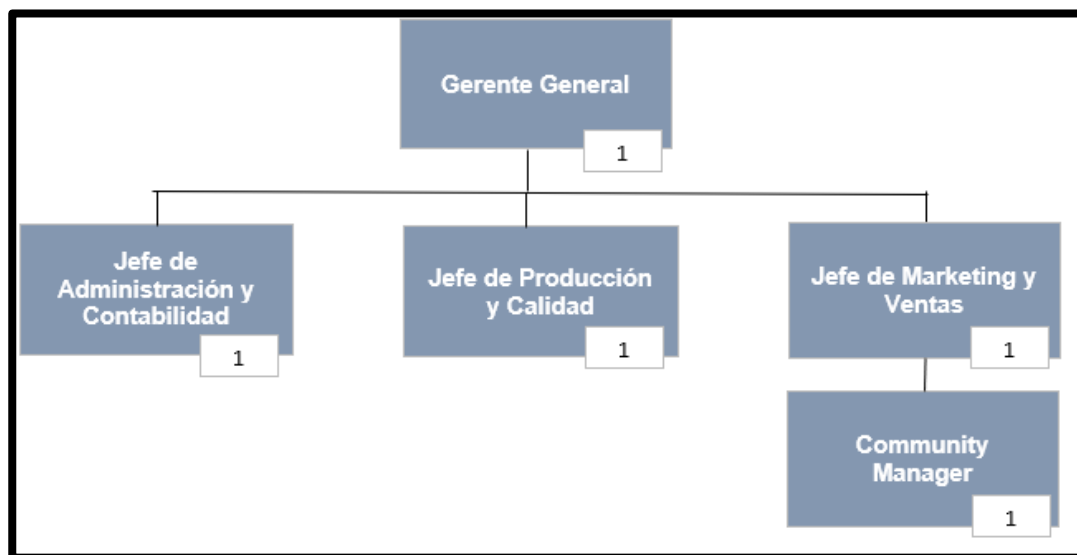 Gerente General
1
Jefe de
Administración y
Contabilidad
1
Jefe de Producción
y Calidad
1
Jefe de Marketing y
Ventas
1
Community
Manager
1